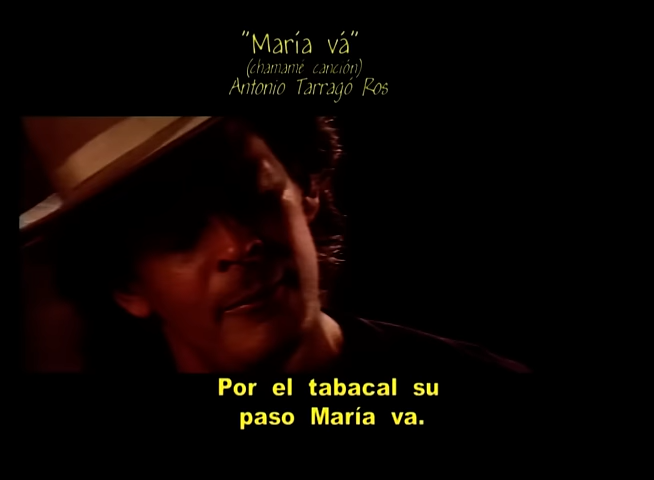 "María vá"
(chamamé canción)
Antonio Tarragó Ros
Por el tabacal su
paso María va.